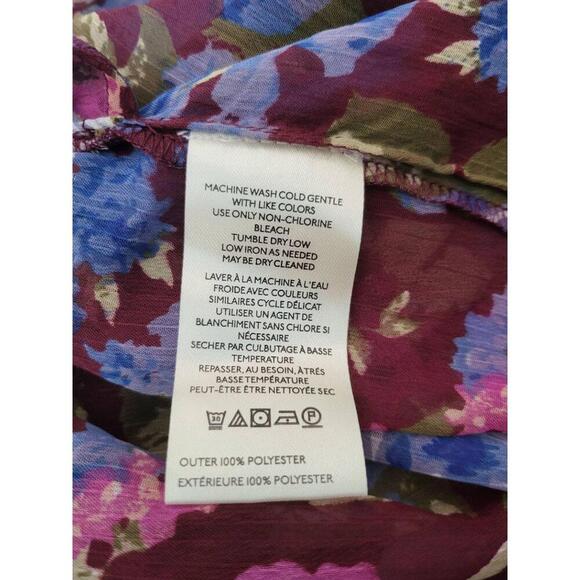 MACHINE WASH COLD GENTLE
WITH LIKE COLORS
USE ONLY NON-CHLORINE
BLEACH
TUMBLE DRY LOW
LOW IRON AS NEEDED
MAY BE DRY CLEANED
LAVER À LA MACHINE À L'EAU
FROIDE AVEC COULEURS
SIMILAIRES CYCLE DÉLICAT
UTILISER UN AGENT DE
BLANCHIMENT SANS CHLORE SI
NÉCESSAIRE
SECHER PAR CULBUTAGE À BASSE
TEMPERATURE
REPASSER, AU BESOIN, À TRÉS
BASSE TEMPÉRATURE
PEUT-ÊTRE ÊTRE NETTOYÉE SEC
30 P
OUTER 100% POLYESTER
EXTÉRIEURE 100% POLYESTER